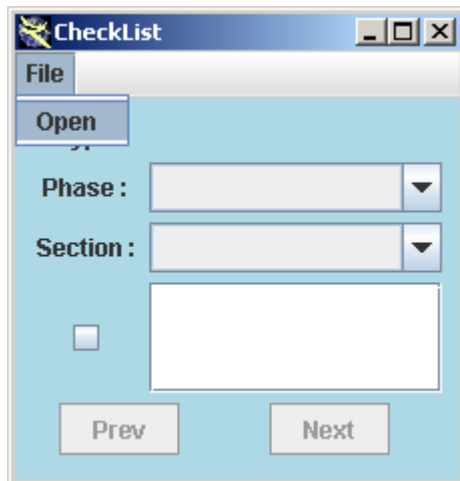 CheckList
File
Open
Phase :
Section :
Prev
Next